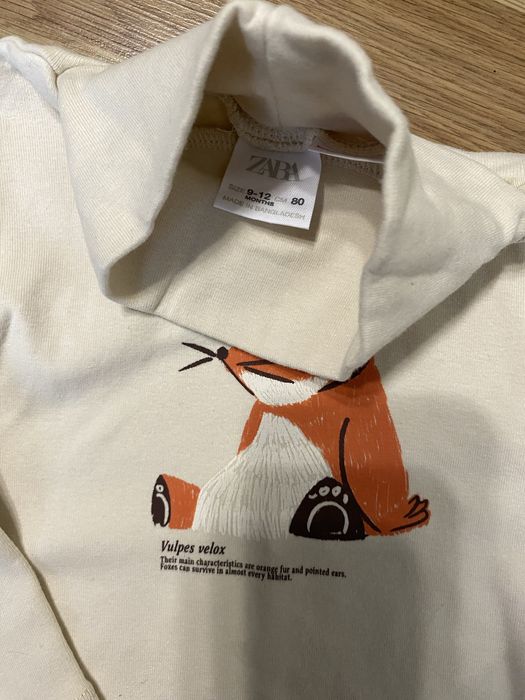 ZARA
SIZE 9-12 CM 80
MONTHS
MADE IN BANGLADESH
Vulpes velox
Their main characteristics are orange fur and pointed ears.
Foxes can survive in almost every habitat.